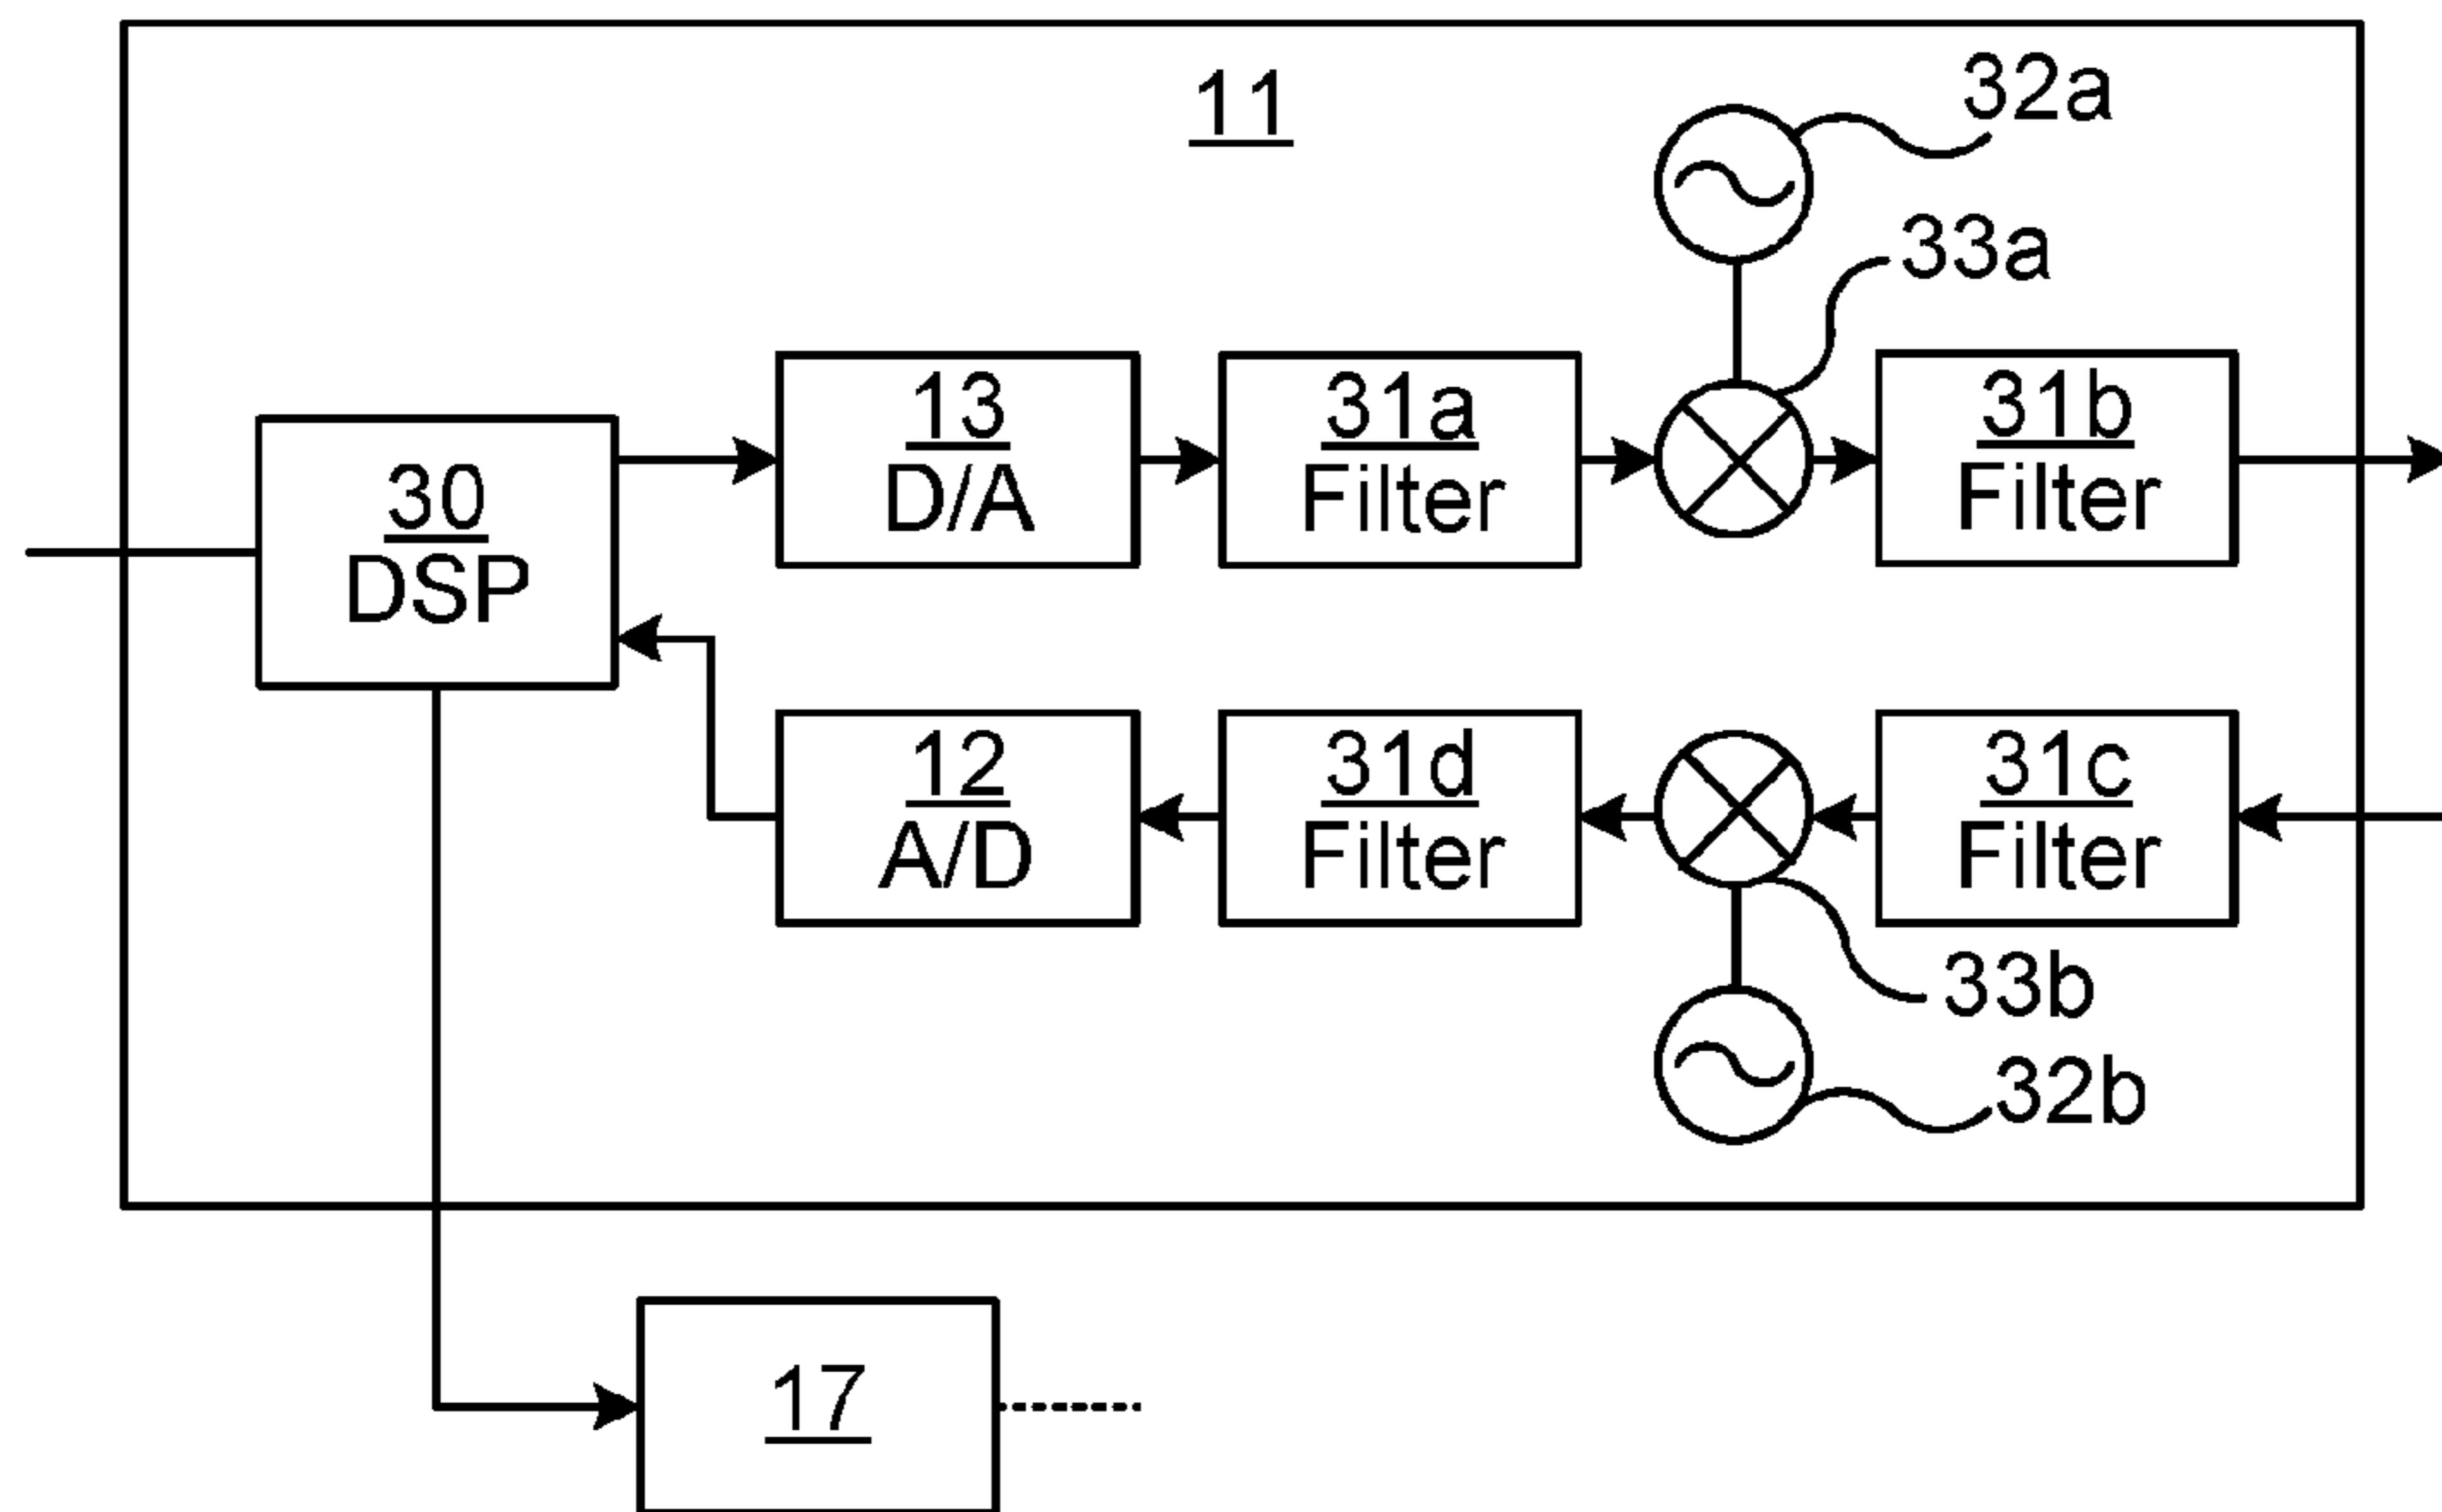 11
32a
33a
13
D/A
31a
Filter
31b
Filter
30
DSP
12
A/D
31d
Filter
31c
Filter
33b
32b
17